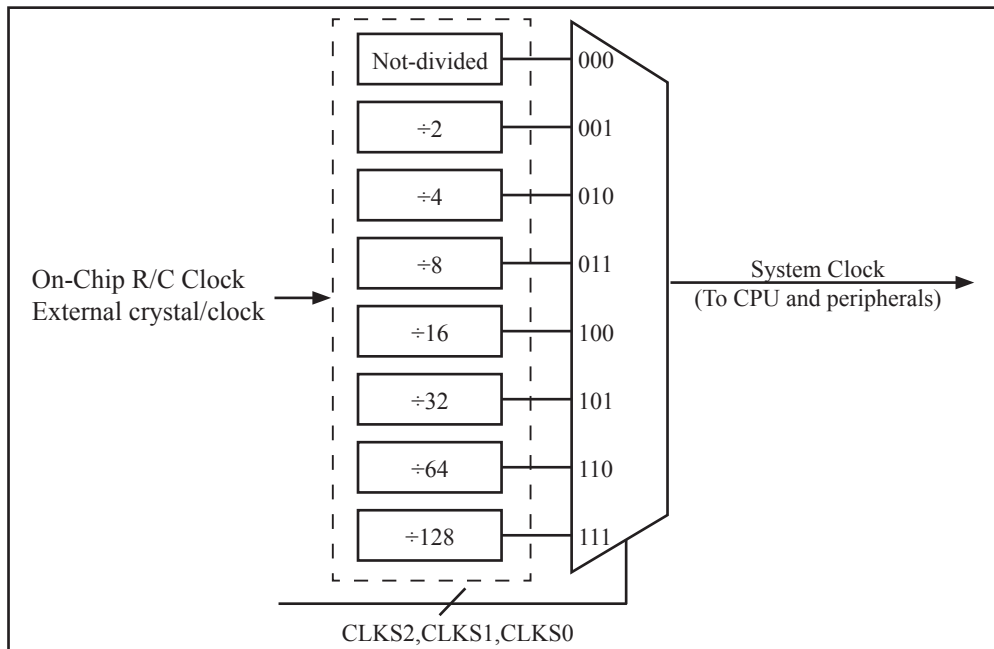 Not-divided
000
÷2
001
÷4
010
÷8
011
÷16
100
÷32
101
÷64
110
÷128
111
On-Chip R/C Clock
External crystal/clock
System Clock
(To CPU and peripherals)
CLKS2,CLKS1,CLKS0